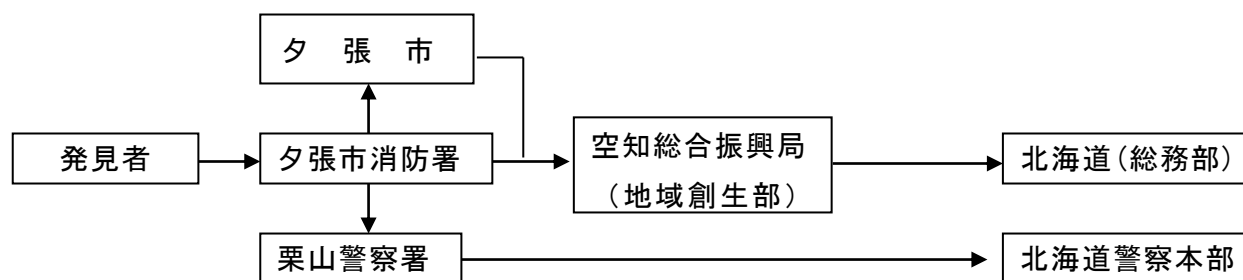 夕 張 市
発見者
夕張市消防署
空知総合振興局
（地域創生部）
北海道（総務部）
栗山警察署
北海道警察本部